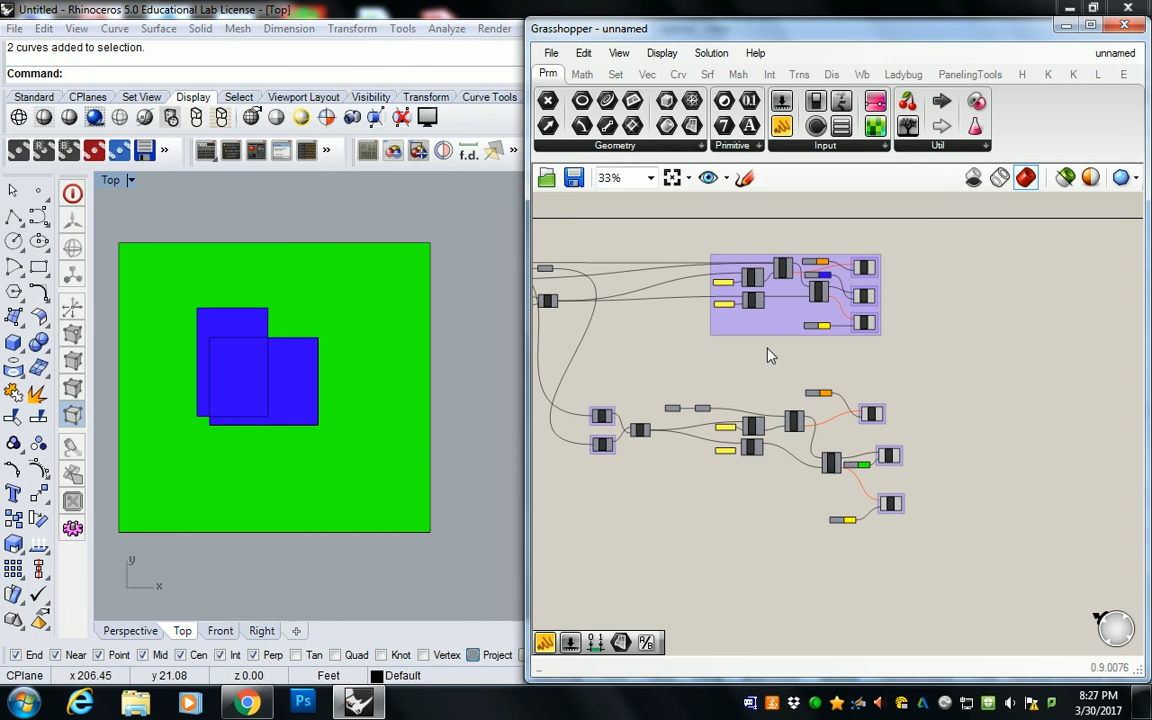 Untitled - Rhinoceros 5.0 Educational Lab License - [Top]
File Edit View Curve Surface Solid Mesh Dimension Transform Tools Analyze Render
2 curves added to selection.
Command:
Standard CPlanes Set View Display Select Viewport Layout Visibility Transform Curve Tools
»
»
f.d.
»
Top
y
x
Perspective Top Front Right
End Near Point Mid Cen Int Perp Tan Quad Knot Vertex Project
CPlane x 206.45 y 21.08 z 0.00 Feet Default
Grasshopper - unnamed
File Edit View Display Solution Help unnamed
Prm Math Set Vec Crv Srf Msh Int Trns Dis Wb Ladybug PanelingTools H K K L E
Geometry Primitive Input Util
33%
0.9.0076
Ps
8:27 PM
3/30/2017